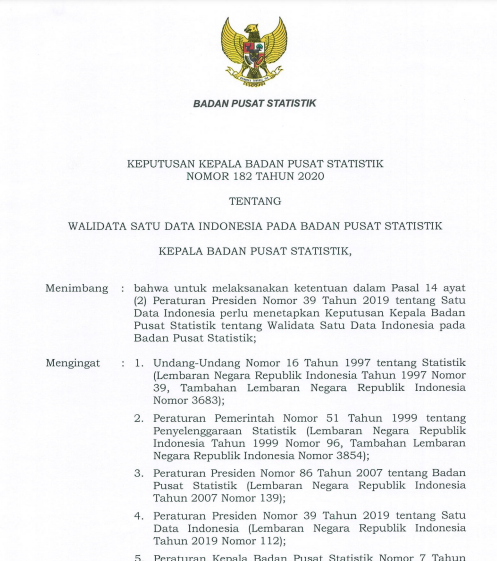 BADAN PUSAT STATISTIK
KEPUTUSAN KEPALA BADAN PUSAT STATISTIK
NOMOR 182 TAHUN 2020
TENTANG
WALIDATA SATU DATA INDONESIA PADA BADAN PUSAT STATISTIK
KEPALA BADAN PUSAT STATISTIK,
Menimbang : bahwa untuk melaksanakan ketentuan dalam Pasal 14 ayat
(2) Peraturan Presiden Nomor 39 Tahun 2019 tentang Satu
Data Indonesia perlu menetapkan Keputusan Kepala Badan
Pusat Statistik tentang Walidata Satu Data Indonesia pada
Badan Pusat Statistik;
Mengingat : 1. Undang-Undang Nomor 16 Tahun 1997 tentang Statistik
(Lembaran Negara Republik Indonesia Tahun 1997 Nomor
39, Tambahan Lembaran Negara Republik Indonesia
Nomor 3683);
2. Peraturan Pemerintah Nomor 51 Tahun 1999 tentang
Penyelenggaraan Statistik (Lembaran Negara Republik
Indonesia Tahun 1999 Nomor 96, Tambahan Lembaran
Negara Republik Indonesia Nomor 3854);
3. Peraturan Presiden Nomor 86 Tahun 2007 tentang Badan
Pusat Statistik (Lembaran Negara Republik Indonesia
Tahun 2007 Nomor 139);
4. Peraturan Presiden Nomor 39 Tahun 2019 tentang Satu
Data Indonesia (Lembaran Negara Republik Indonesia
Tahun 2019 Nomor 112);
5. Peraturan Kepala Badan Pusat Statistik Nomor 7 Tahun